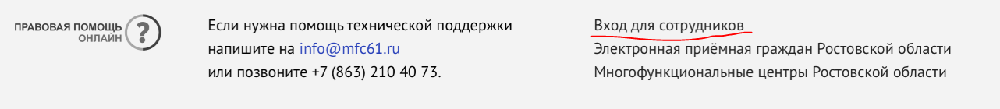 ПРАВОВАЯ ПОМОЩЬ
ОНЛАЙН ?
Если нужна помощь технической поддержки
напишите на info@mfc61.ru
или позвоните +7 (863) 210 40 73.
Вход для сотрудников
Электронная приёмная граждан Ростовской области
Многофункциональные центры Ростовской области